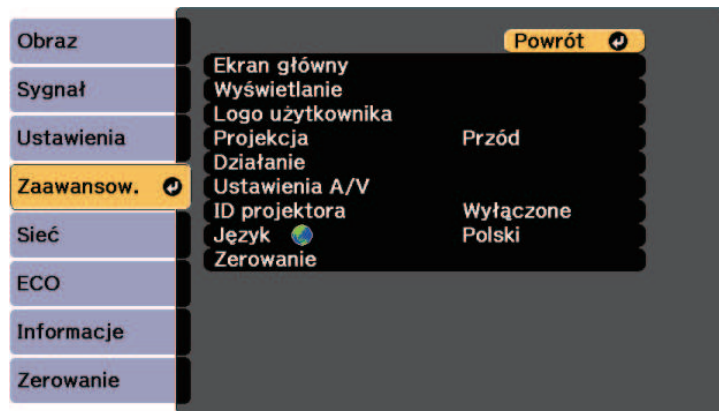 Obraz
Sygnał
Ustawienia
Zaawansow.
Sieć
ECO
Informacje
Zerowanie
Powrót
Ekran główny
Wyświetlanie
Logo użytkownika
Projekcja Przód
Działanie
Ustawienia A/V
ID projektora Wyłączone
Język Polski
Zerowanie